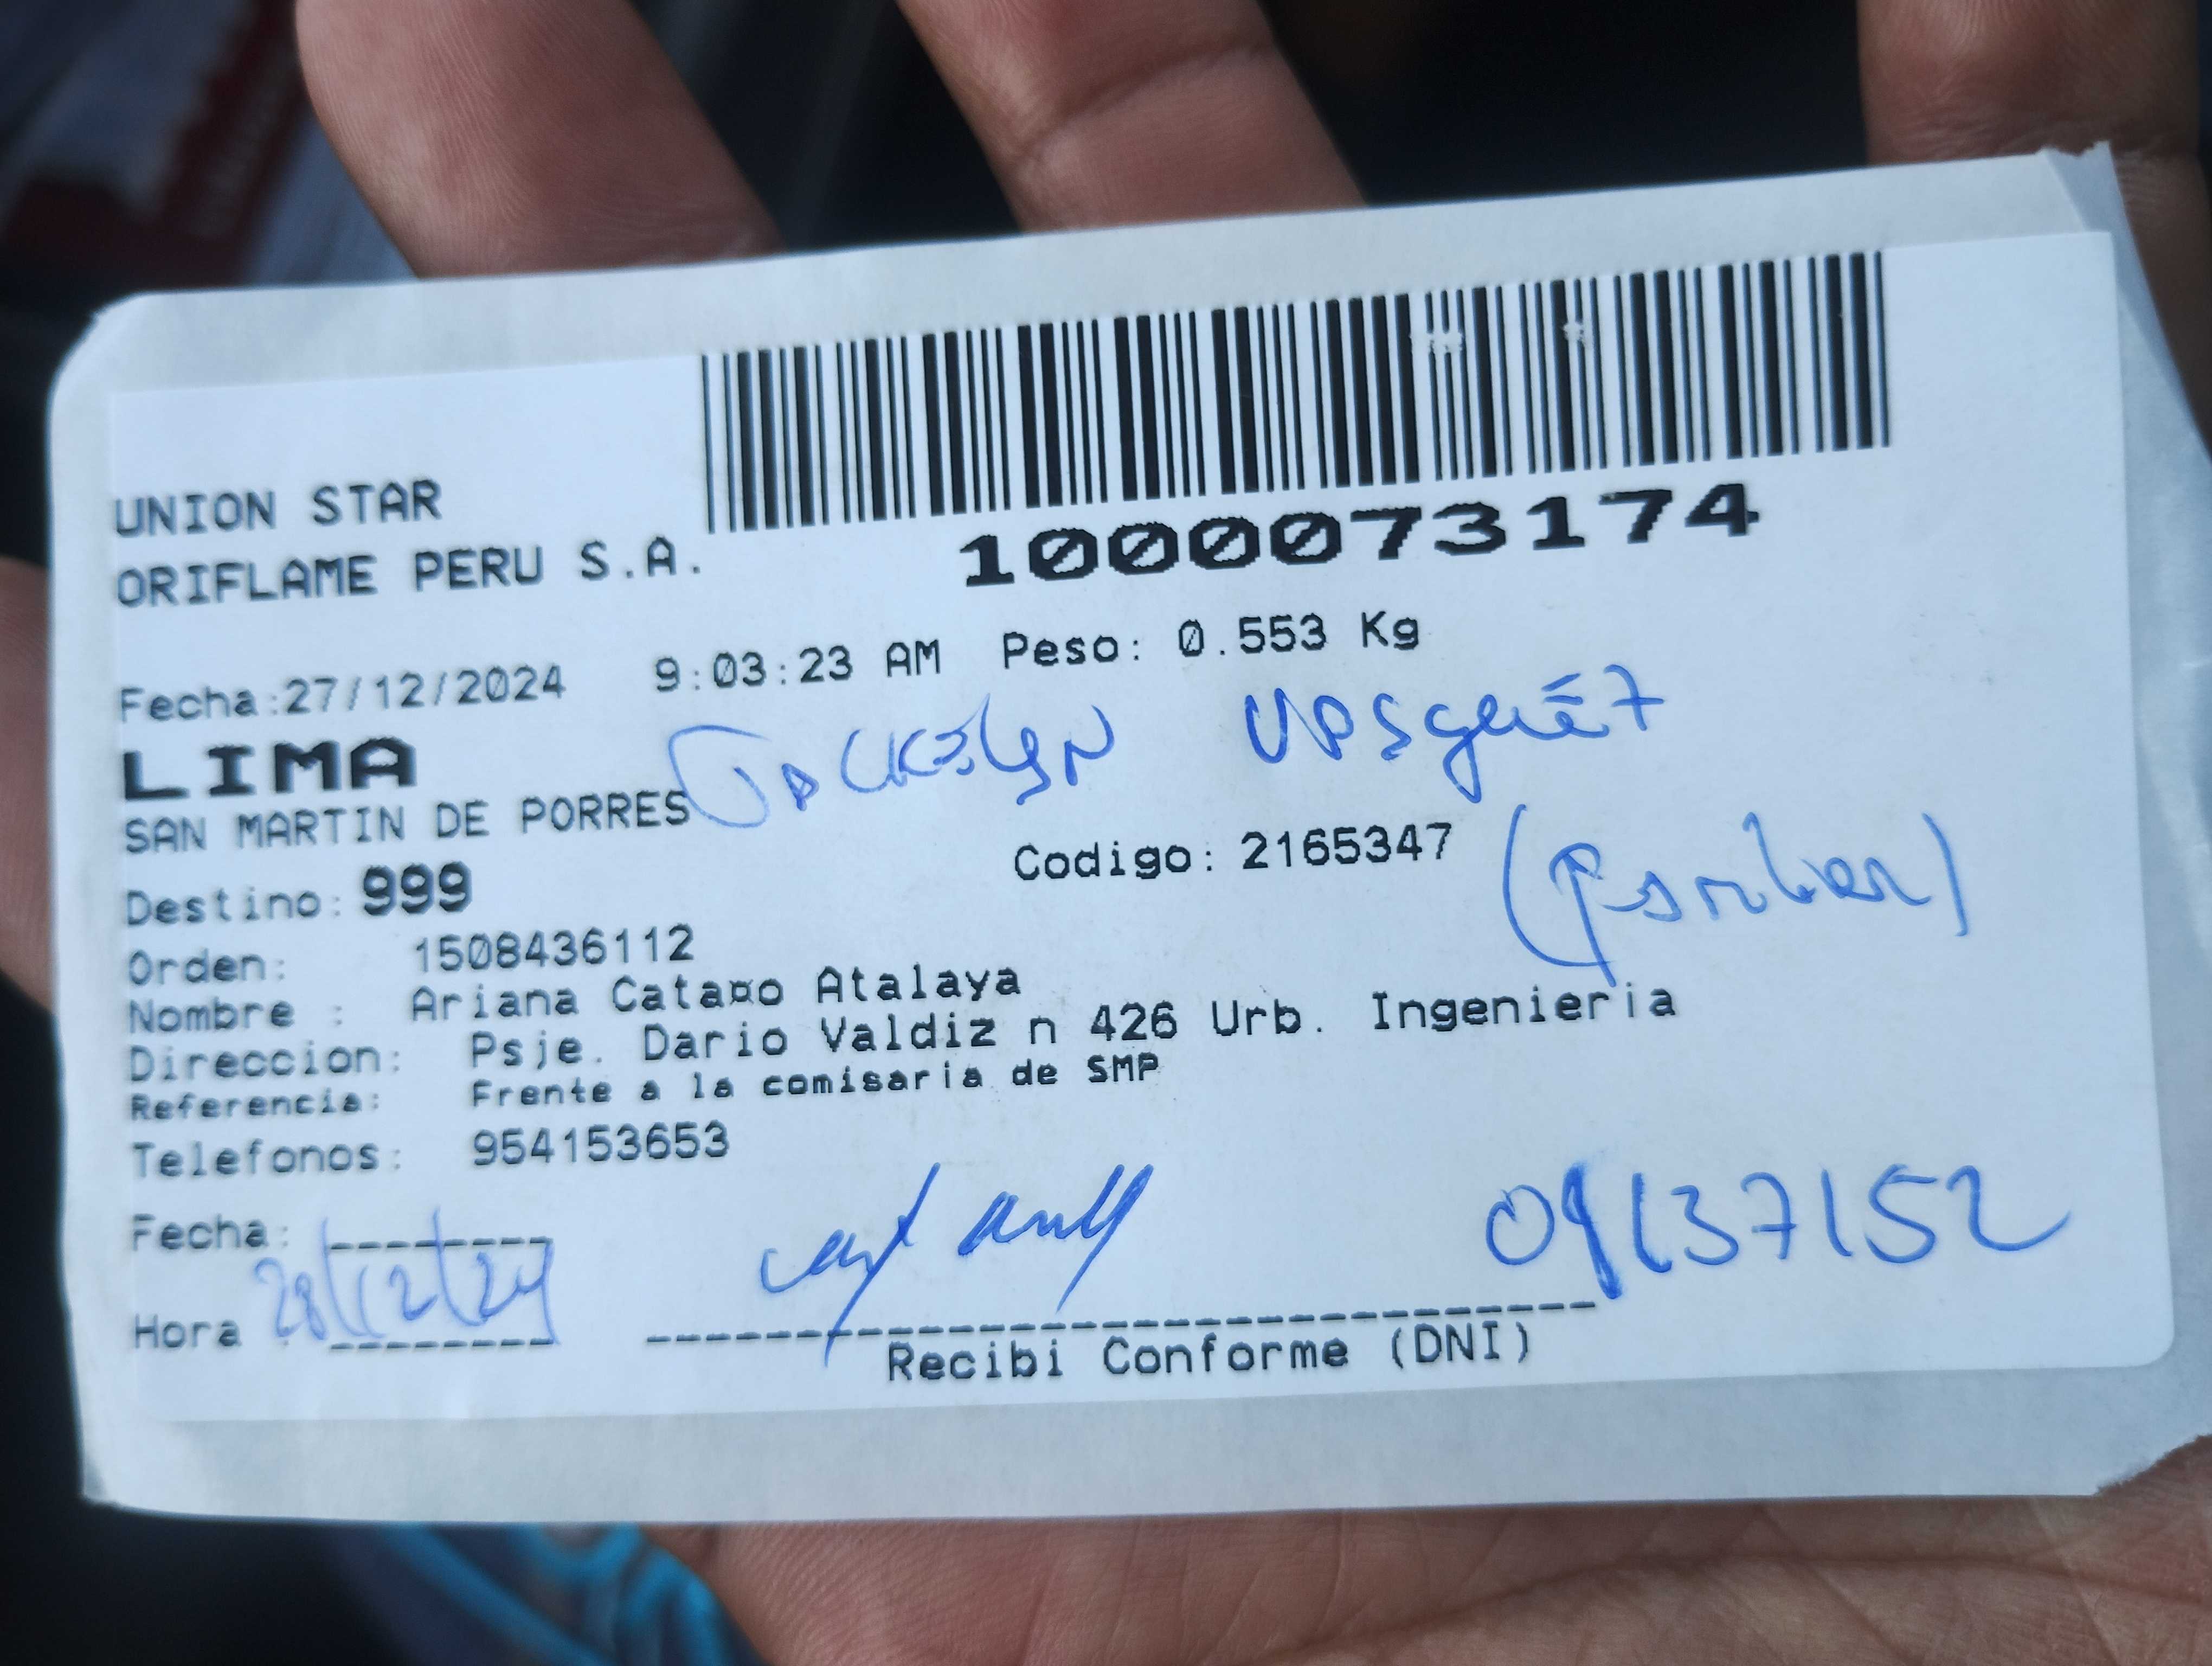 UNION STAR
ORIFLAME PERU S.A.
1000073174
Fecha:27/12/2024 9:03:23 AM Peso: 0.553 Kg
LIMA
SAN MARTIN DE PORRES
Codigo: 2165347
Destino: 999
Orden: 1508436112
Nombre : Ariana Cata¤o Atalaya
Direccion: Psje. Dario Valdiz n 426 Urb. Ingenieria
Referencia: Frente a la comisaria de SMP
Telefonos: 954153653
Fecha:
28/12/24
09137152
Hora :
Recibi Conforme (DNI)